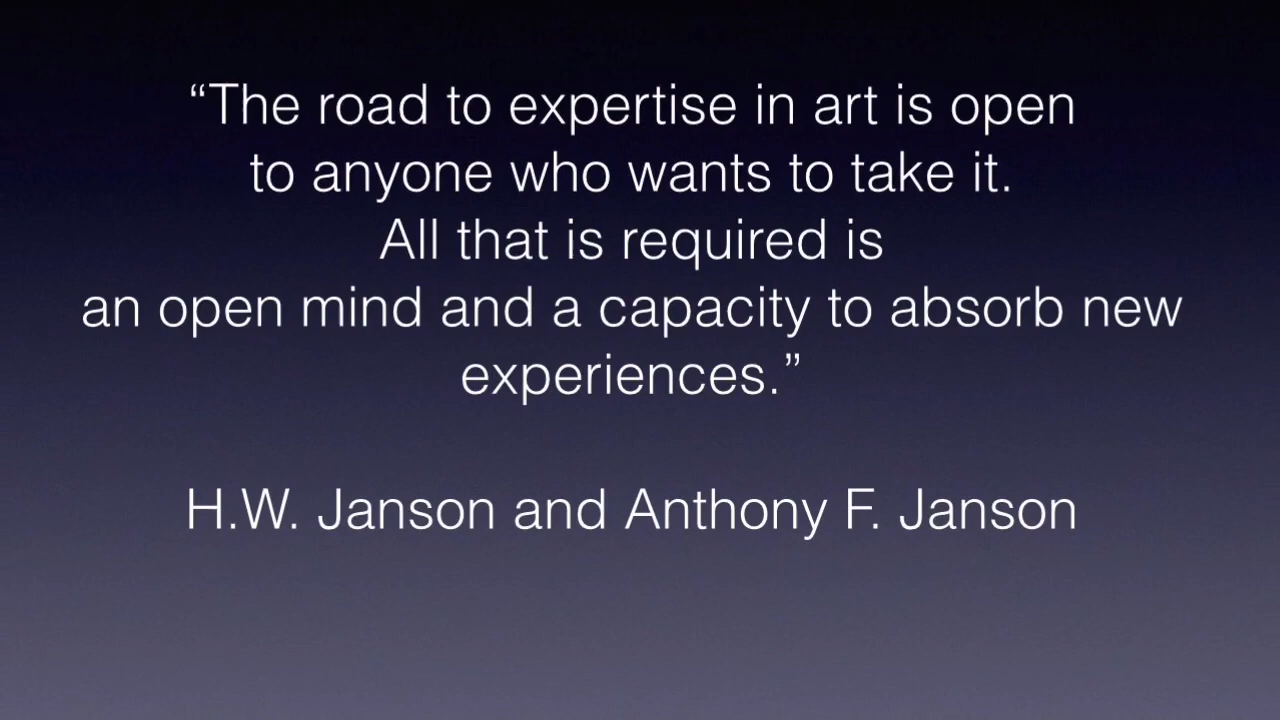 “The road to expertise in art is open
to anyone who wants to take it.
All that is required is
an open mind and a capacity to absorb new
experiences.”
H.W. Janson and Anthony F. Janson